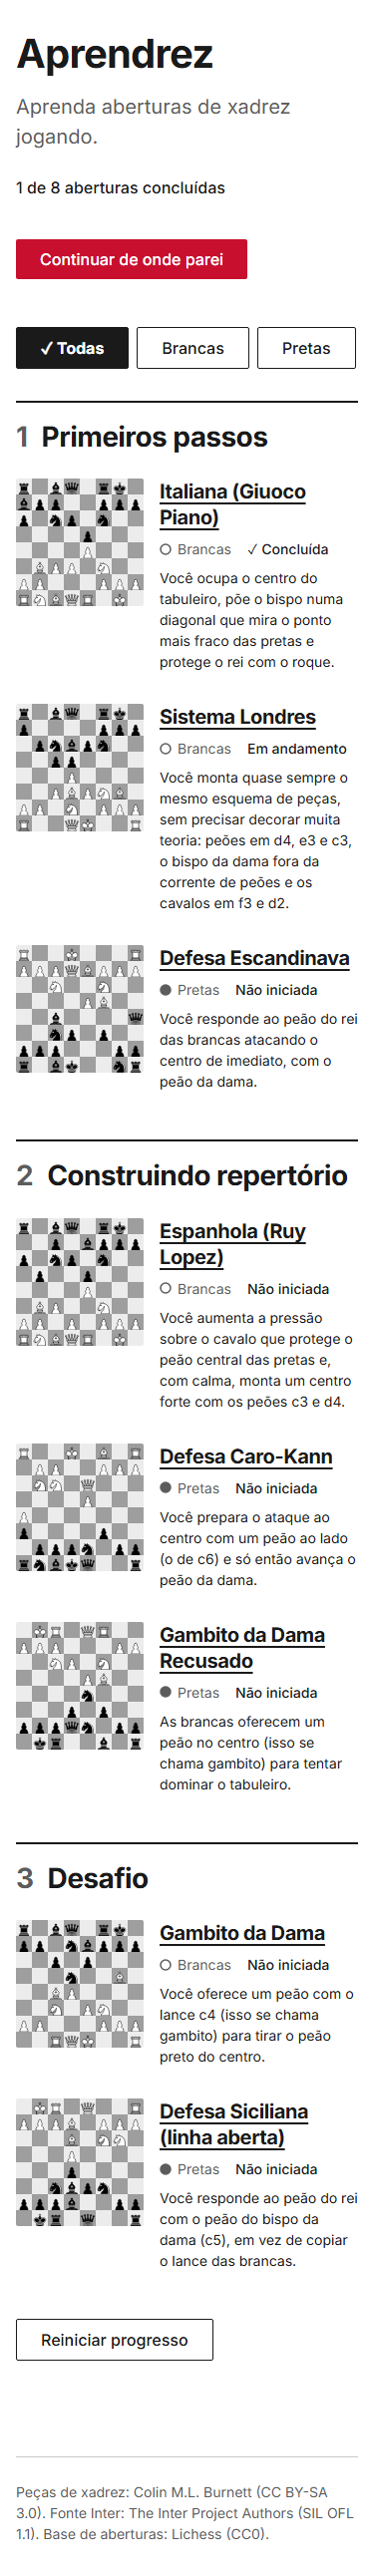 Aprendrez
Aprenda aberturas de xadrez
jogando.
1 de 8 aberturas concluídas
Continuar de onde parei
✓ Todas
Brancas
Pretas
1 Primeiros passos
Italiana (Giuoco
Piano)
Brancas ✓ Concluída
Você ocupa o centro do
tabuleiro, põe o bispo numa
diagonal que mira o ponto
mais fraco das pretas e
protege o rei com o roque.
Sistema Londres
Brancas Em andamento
Você monta quase sempre o
mesmo esquema de peças,
sem precisar decorar muita
teoria: peões em d4, e3 e c3,
o bispo da dama fora da
corrente de peões e os
cavalos em f3 e d2.
Defesa Escandinava
Pretas Não iniciada
Você responde ao peão do rei
das brancas atacando o
centro de imediato, com o
peão da dama.
2 Construindo repertório
Espanhola (Ruy
Lopez)
Brancas Não iniciada
Você aumenta a pressão
sobre o cavalo que protege o
peão central das pretas e,
com calma, monta um centro
forte com os peões c3 e d4.
Defesa Caro-Kann
Pretas Não iniciada
Você prepara o ataque ao
centro com um peão ao lado
(o de c6) e só então avança o
peão da dama.
Gambito da Dama
Recusado
Pretas Não iniciada
As brancas oferecem um
peão no centro (isso se
chama gambito) para tentar
dominar o tabuleiro.
3 Desafio
Gambito da Dama
Brancas Não iniciada
Você oferece um peão com o
lance c4 (isso se chama
gambito) para tirar o peão
preto do centro.
Defesa Siciliana
(linha aberta)
Pretas Não iniciada
Você responde ao peão do rei
com o peão do bispo da
dama (c5), em vez de copiar
o lance das brancas.
Reiniciar progresso
Peças de xadrez: Colin M.L. Burnett (CC BY-SA
3.0). Fonte Inter: The Inter Project Authors (SIL OFL
1.1). Base de aberturas: Lichess (CC0).